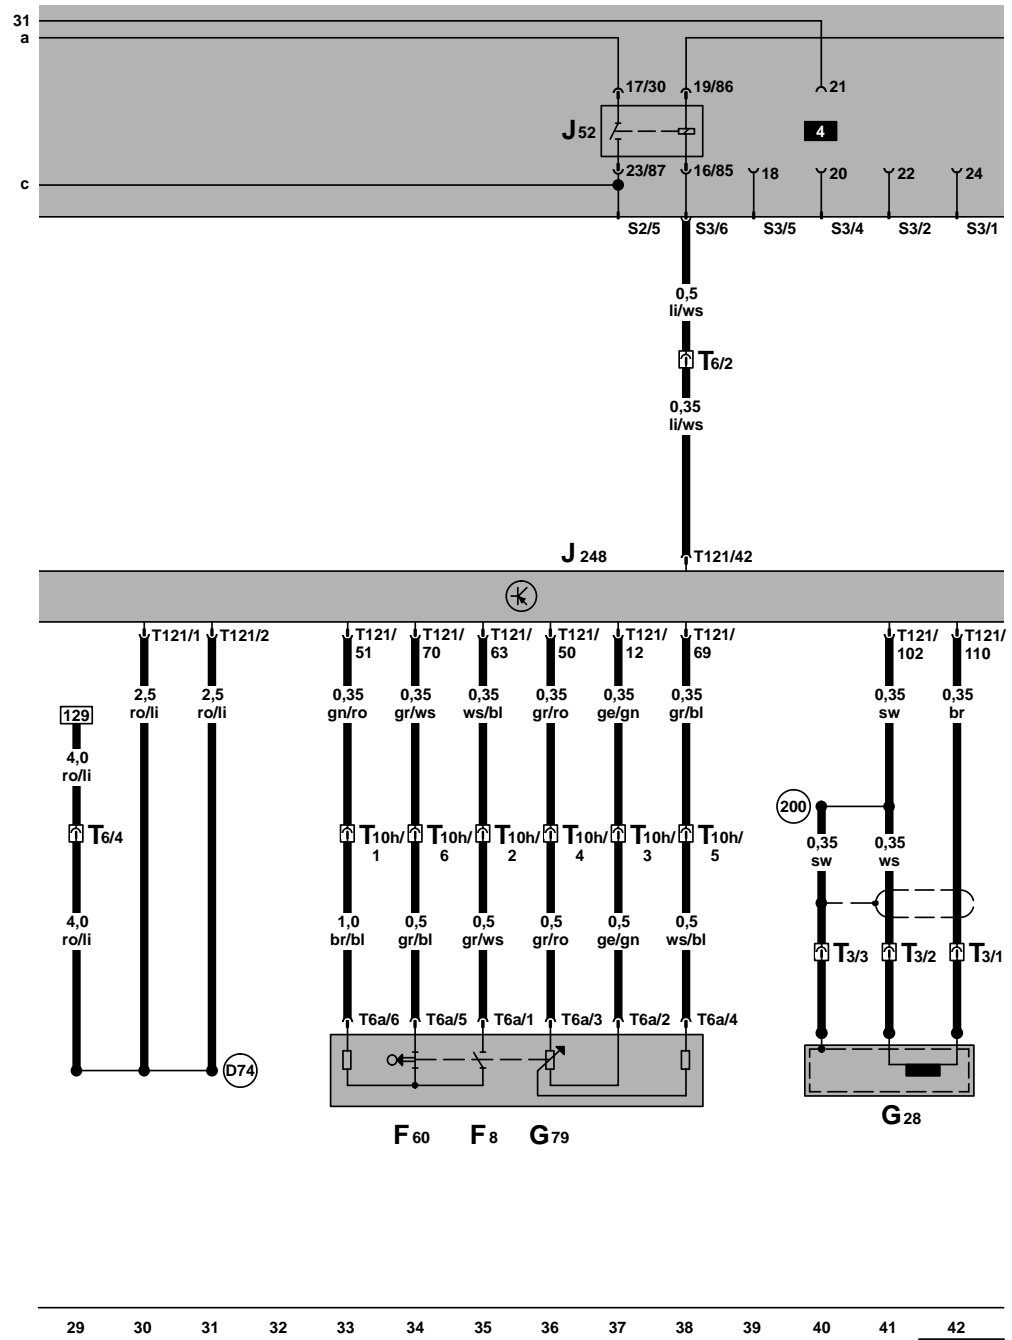 31
a
17/30
19/86
21
J 52
4
c
23/87
16/85
18
20
22
24
S2/5
S3/6
S3/5
S3/4
S3/2
S3/1
0,5
li/ws
T6/2
0,35
li/ws
J 248
T121/42
T121/1
T121/2
T121/
51
T121/
70
T121/
63
T121/
50
T121/
12
T121/
69
T121/
102
T121/
110
129
2,5
ro/li
2,5
ro/li
0,35
gn/ro
0,35
gr/ws
0,35
ws/bl
0,35
gr/ro
0,35
ge/gn
0,35
gr/bl
0,35
sw
0,35
br
4,0
ro/li
200
T6/4
T10h/
1
T10h/
6
T10h/
2
T10h/
4
T10h/
3
T10h/
5
0,35
sw
0,35
ws
4,0
ro/li
1,0
br/bl
0,5
gr/bl
0,5
gr/ws
0,5
gr/ro
0,5
ge/gn
0,5
ws/bl
T3/3
T3/2
T3/1
T6a/6
T6a/5
T6a/1
T6a/3
T6a/2
T6a/4
D74
F 60
F 8
G79
G28
29 30 31 32 33 34 35 36 37 38 39 40 41 42